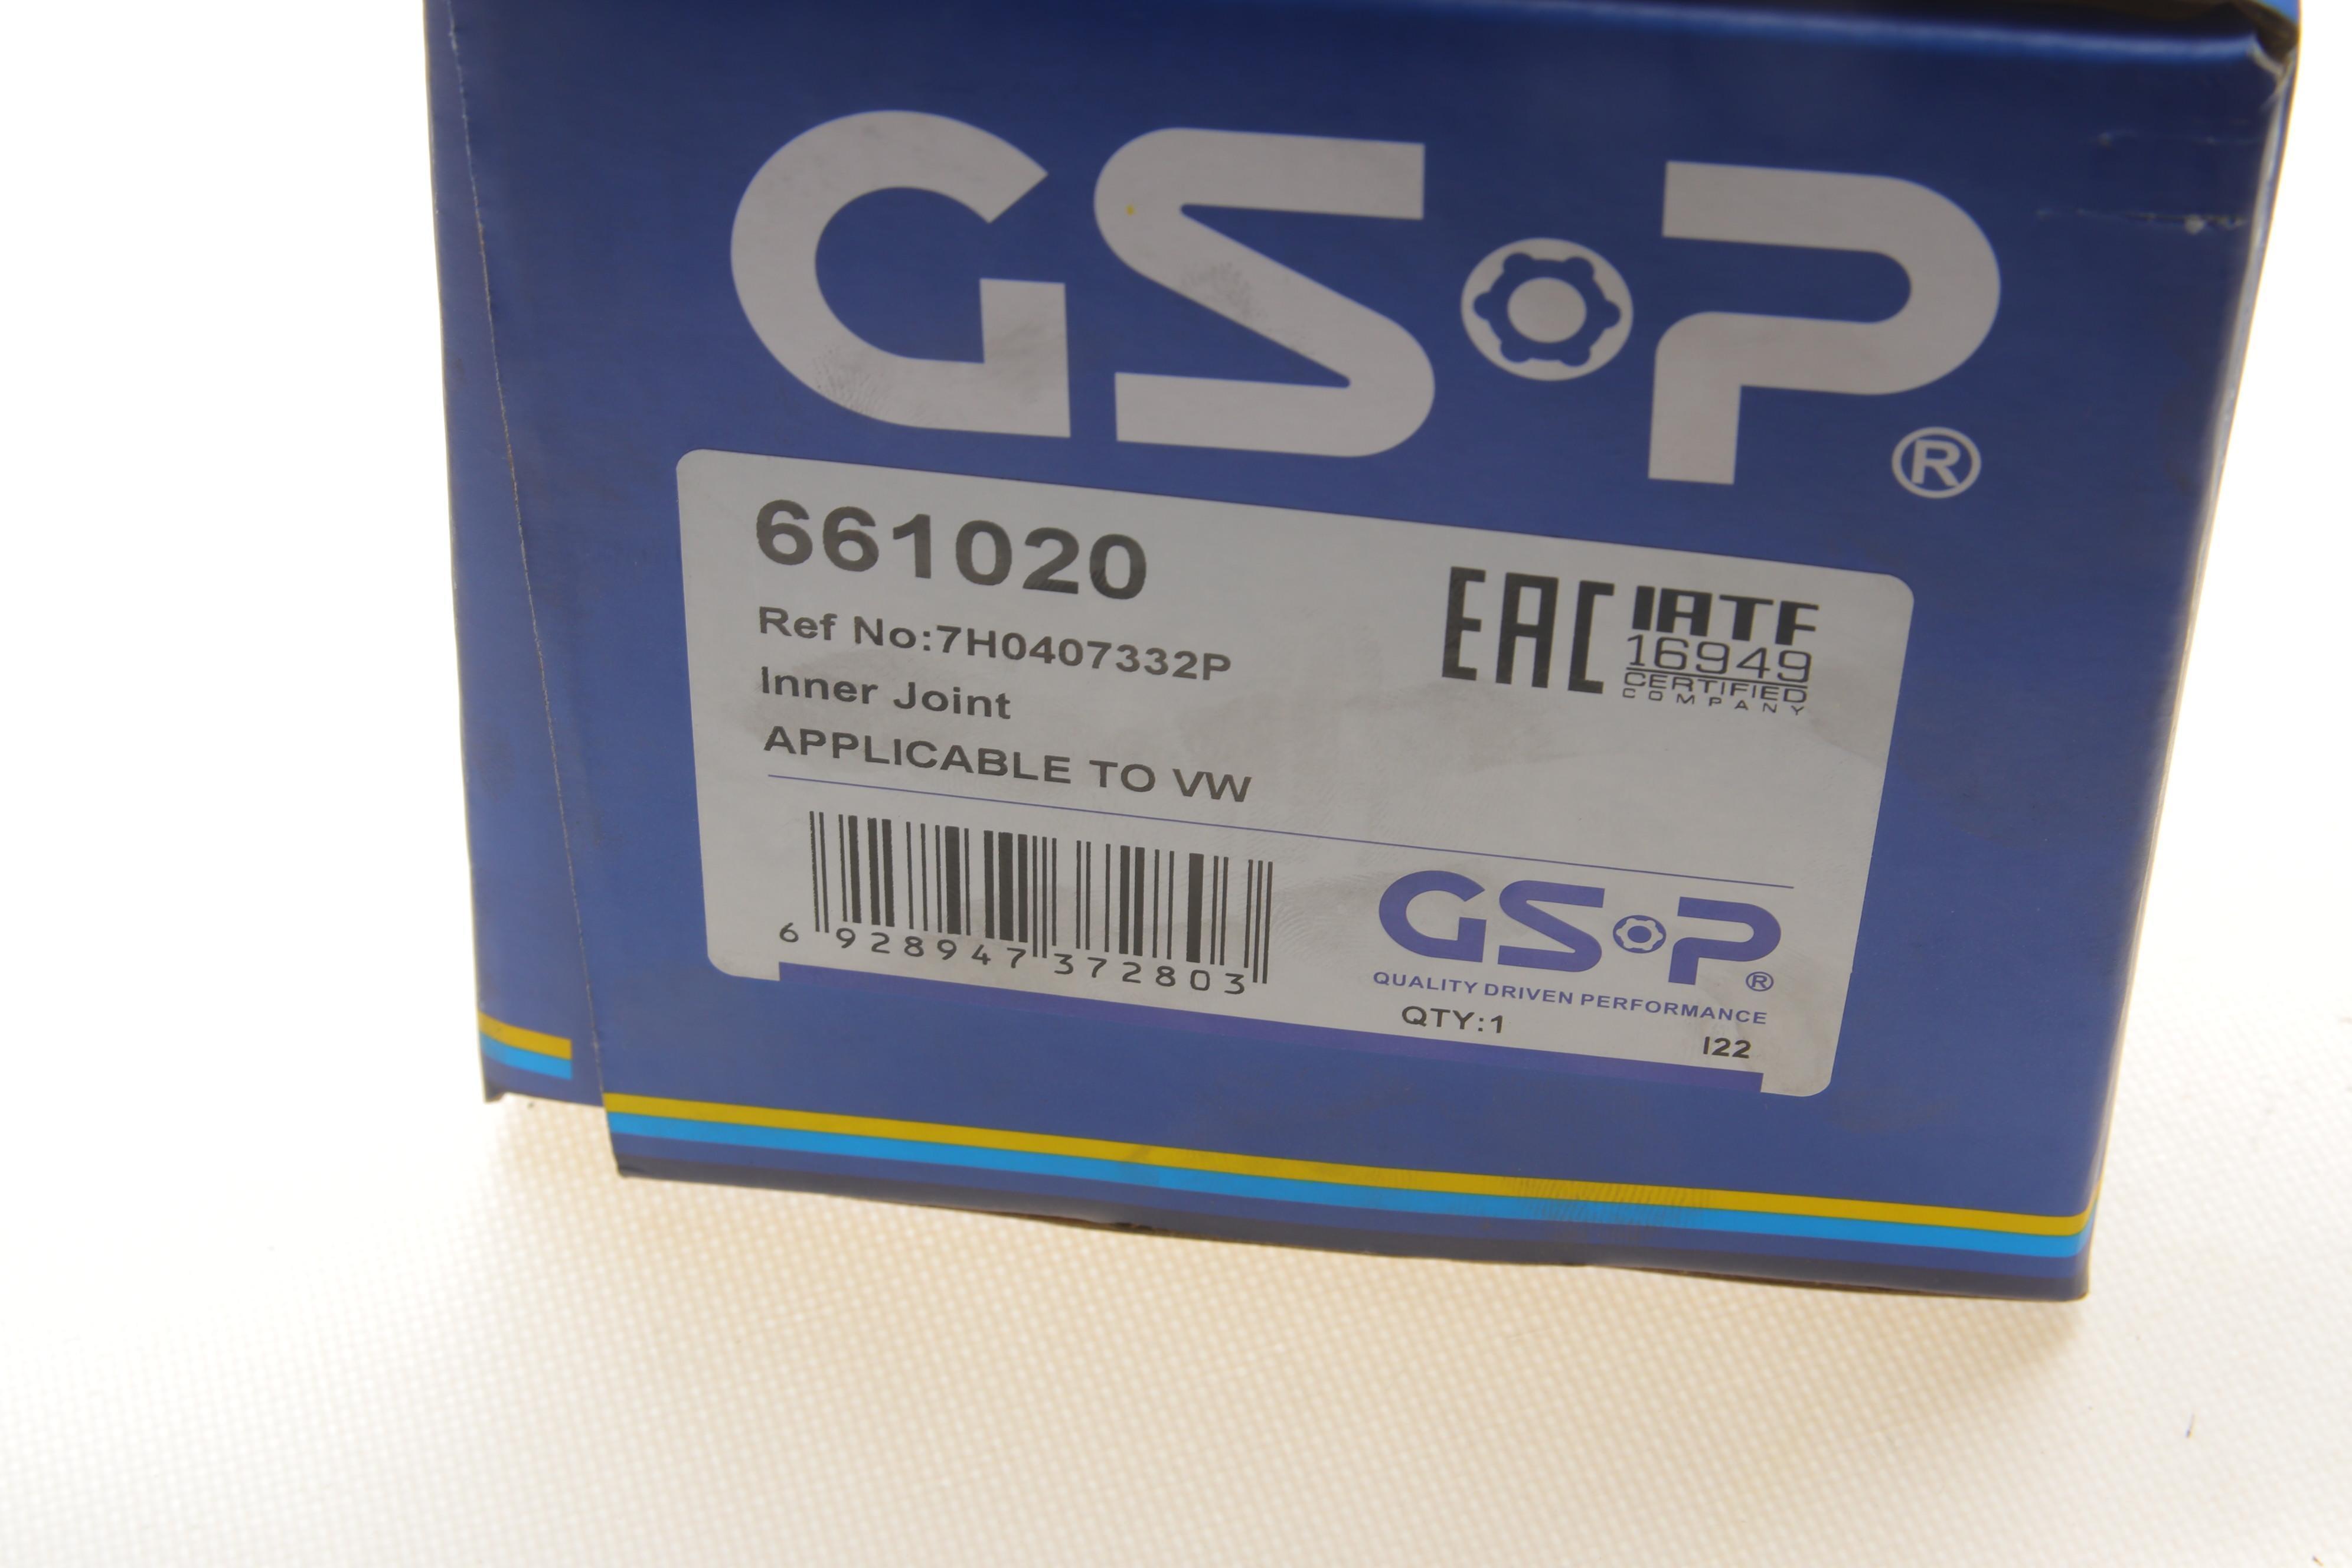 GSP®
661020
Ref No:7H0407332P
Inner Joint
APPLICABLE TO VW
EAC
IATF
16949
CERTIFIED
COMPANY
6 928947 372803
GSP®
QUALITY DRIVEN PERFORMANCE
QTY:1
I22